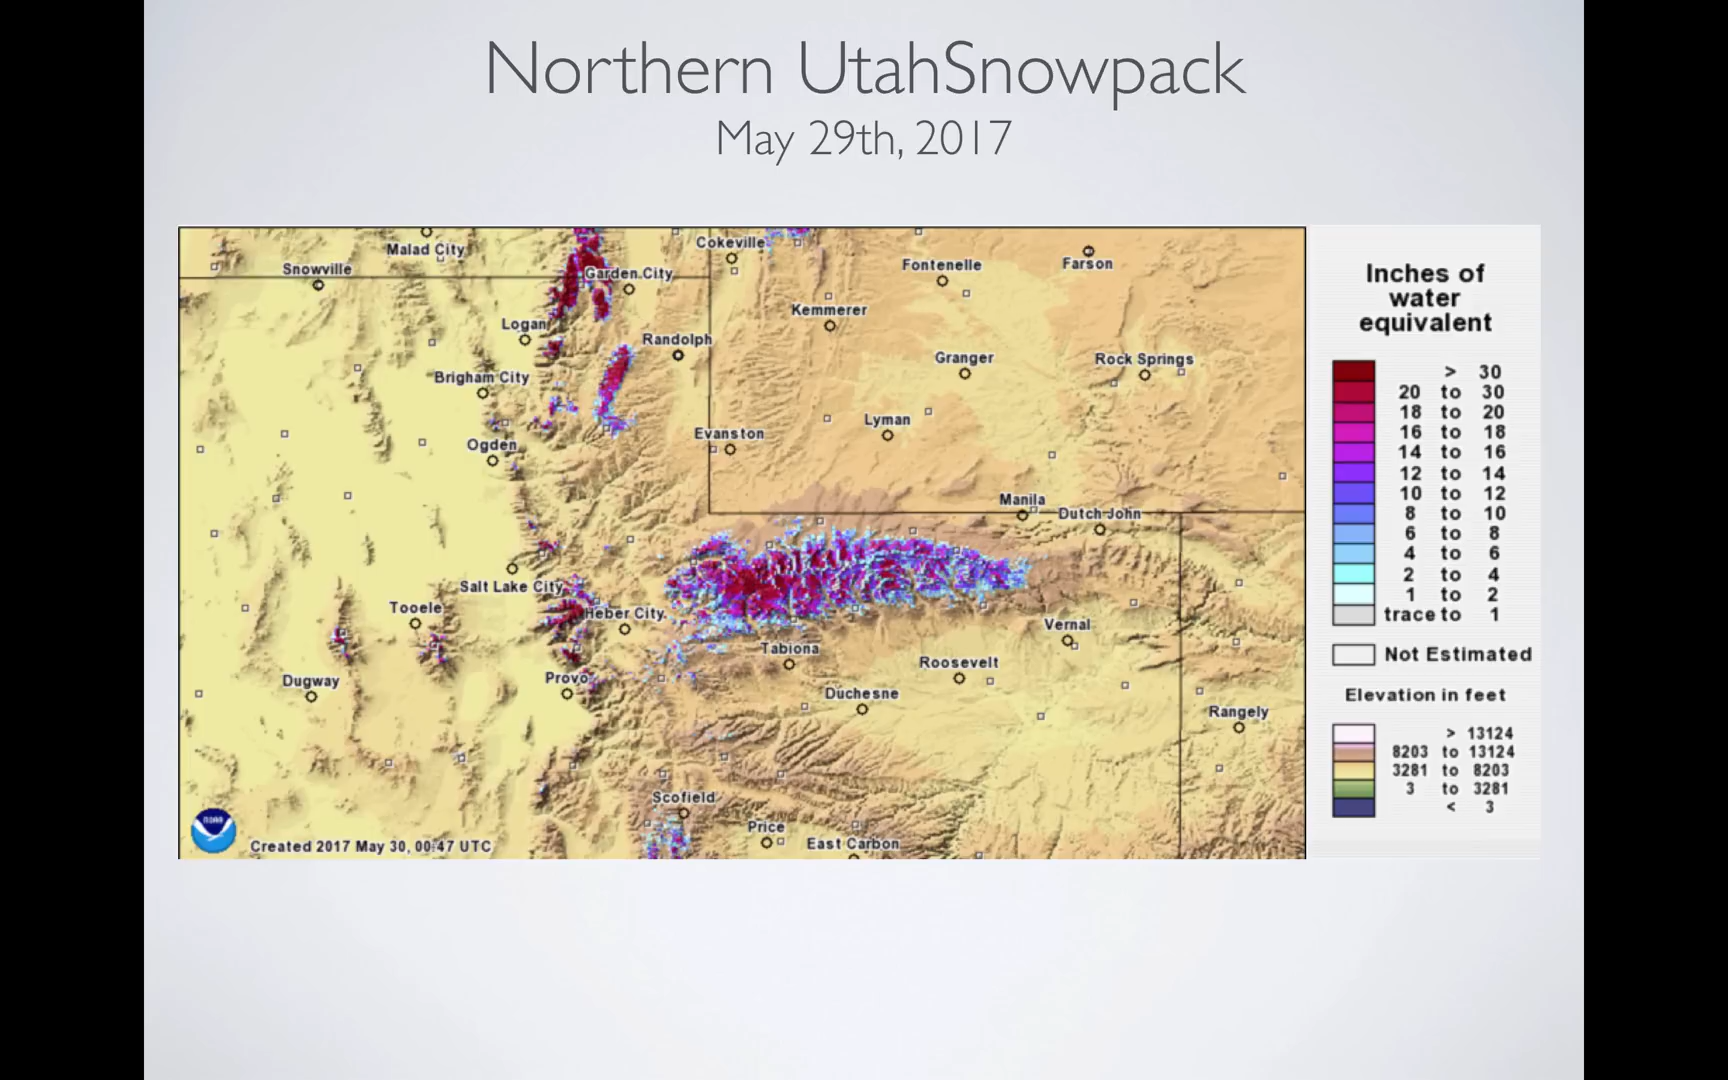 Northern UtahSnowpack
May 29th, 2017
Malad City
Cokeville
Snowville
Garden City
Fontenelle
Farson
Kemmerer
Logan
Randolph
Granger
Rock Springs
Brigham City
Lyman
Ogden
Evanston
Manila
Dutch John
Salt Lake City
Tooele
Heber City
Vernal
Tabiona
Roosevelt
Dugway
Provo
Duchesne
Rangely
Scofield
Price
East Carbon
NOAA
Created 2017 May 30, 00:47 UTC
Inches of
water
equivalent
> 30
20 to 30
18 to 20
16 to 18
14 to 16
12 to 14
10 to 12
8 to 10
6 to 8
4 to 6
2 to 4
1 to 2
trace to 1
Not Estimated
Elevation in feet
> 13124
8203 to 13124
3281 to 8203
3 to 3281
< 3